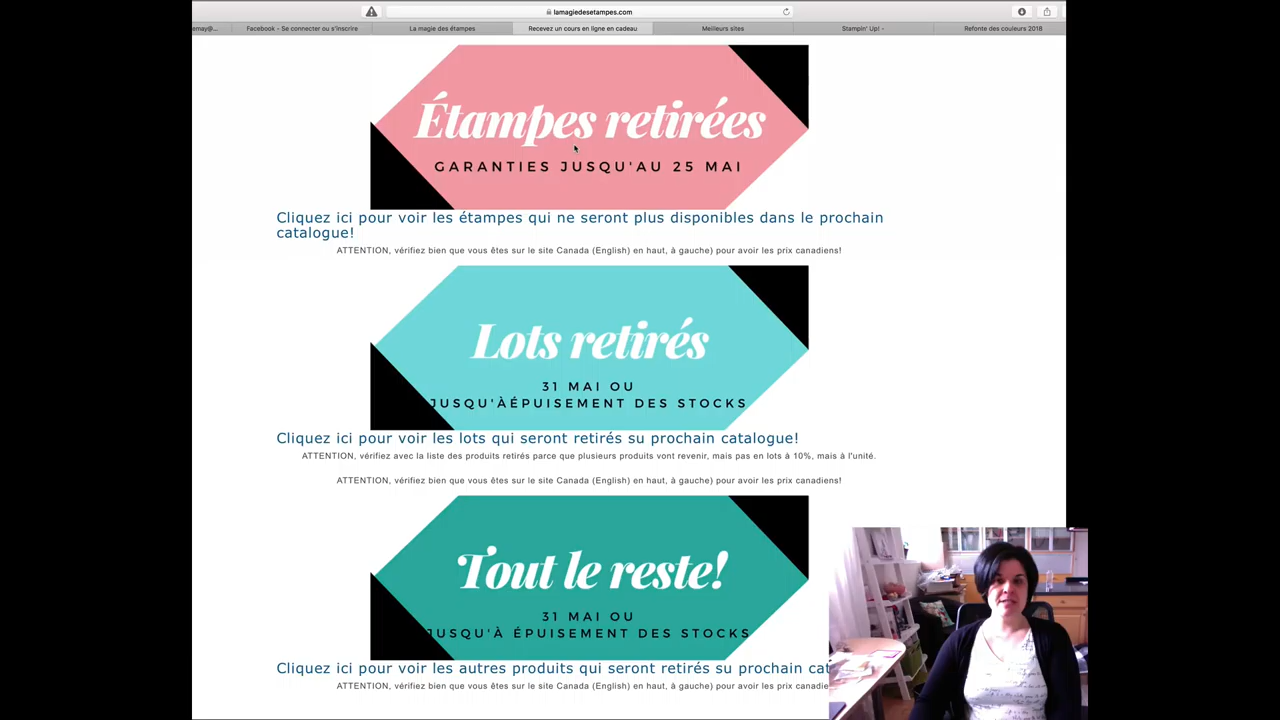 lamagiedesetampes.com
emay@...
Facebook - Se connecter ou s'inscrire
La magie des étampes
Recevez un cours en ligne en cadeau
Meilleurs sites
Stampin' Up! -
Refonte des couleurs 2018
Étampes retirées
GARANTIES JUSQU'AU 25 MAI
Cliquez ici pour voir les étampes qui ne seront plus disponibles dans le prochain
catalogue!
ATTENTION, vérifiez bien que vous êtes sur le site Canada (English) en haut, à gauche) pour avoir les prix canadiens!
Lots retirés
31 MAI OU
JUSQU'ÀÉPUISEMENT DES STOCKS
Cliquez ici pour voir les lots qui seront retirés su prochain catalogue!
ATTENTION, vérifiez avec la liste des produits retirés parce que plusieurs produits vont revenir, mais pas en lots à 10%, mais à l'unité.
ATTENTION, vérifiez bien que vous êtes sur le site Canada (English) en haut, à gauche) pour avoir les prix canadiens!
Tout le reste!
31 MAI OU
JUSQU'À ÉPUISEMENT DES STOCKS
Cliquez ici pour voir les autres produits qui seront retirés su prochain cat
ATTENTION, vérifiez bien que vous êtes sur le site Canada (English) en haut, à gauche) pour avoir les prix canadie